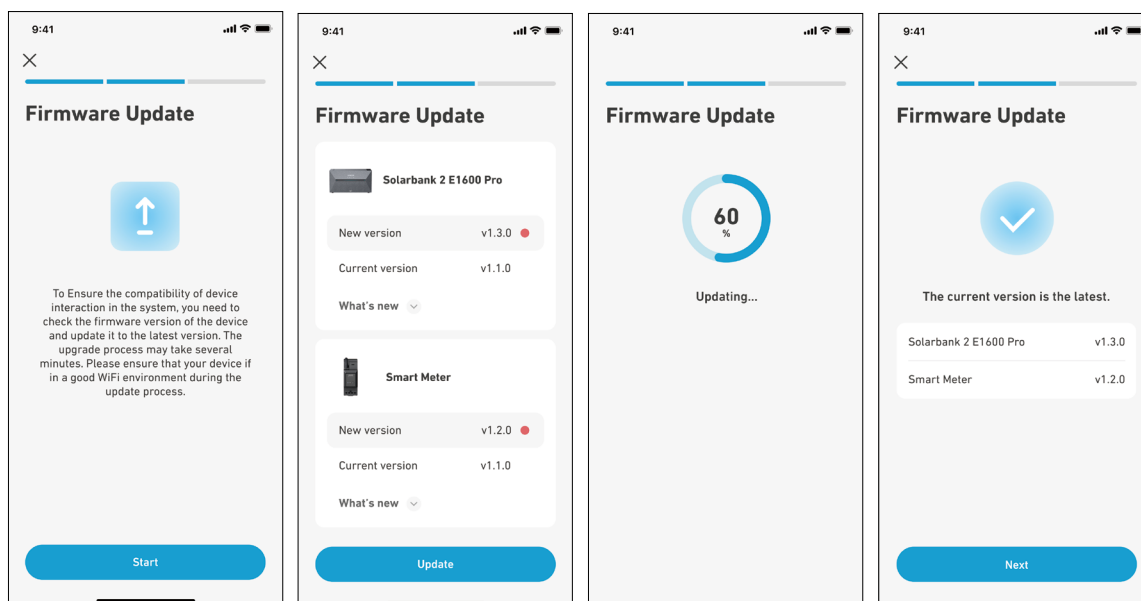 9:41
Firmware Update
To Ensure the compatibility of device
interaction in the system, you need to
check the firmware version of the device
and update it to the latest version. The
upgrade process may take several
minutes. Please ensure that your device if
in a good WiFi environment during the
update process.
Start
9:41
Firmware Update
Solarbank 2 E1600 Pro
New version v1.3.0
Current version v1.1.0
What's new
Smart Meter
New version v1.2.0
Current version v1.1.0
What's new
Update
9:41
Firmware Update
60
%
Updating...
9:41
Firmware Update
The current version is the latest.
Solarbank 2 E1600 Pro v1.3.0
Smart Meter v1.2.0
Next